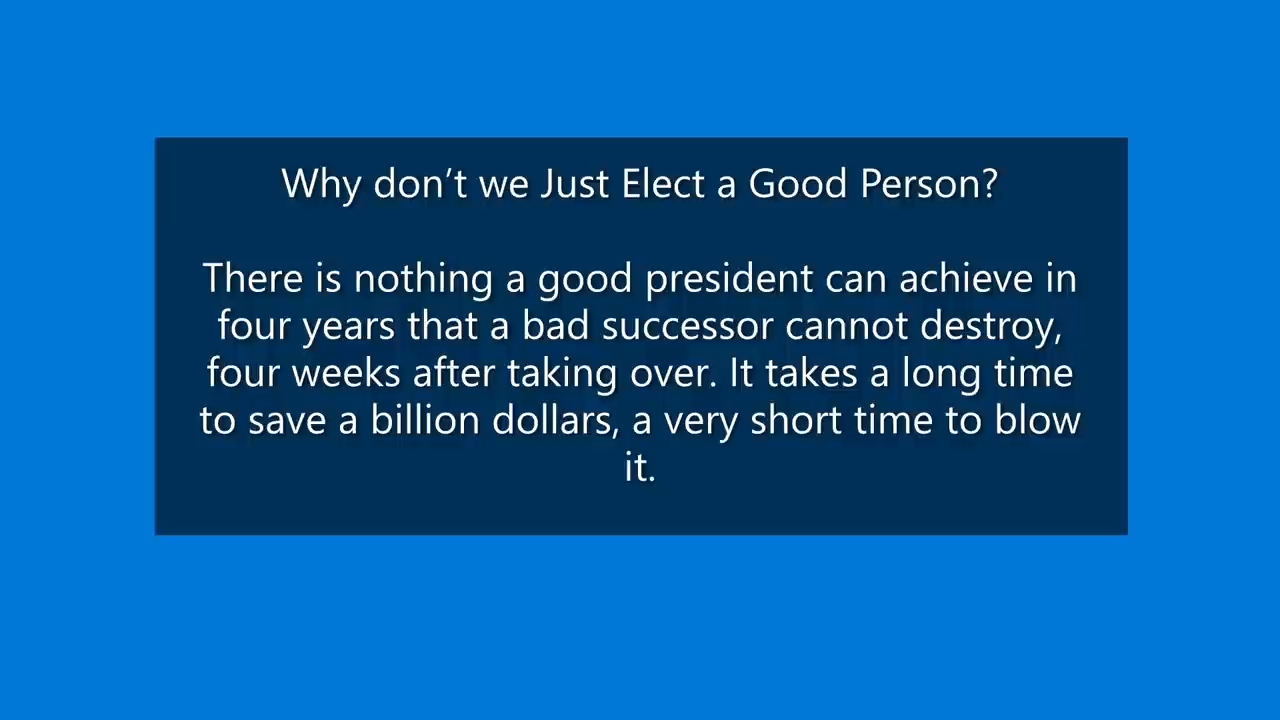 Why don’t we Just Elect a Good Person?
There is nothing a good president can achieve in
four years that a bad successor cannot destroy,
four weeks after taking over. It takes a long time
to save a billion dollars, a very short time to blow
it.